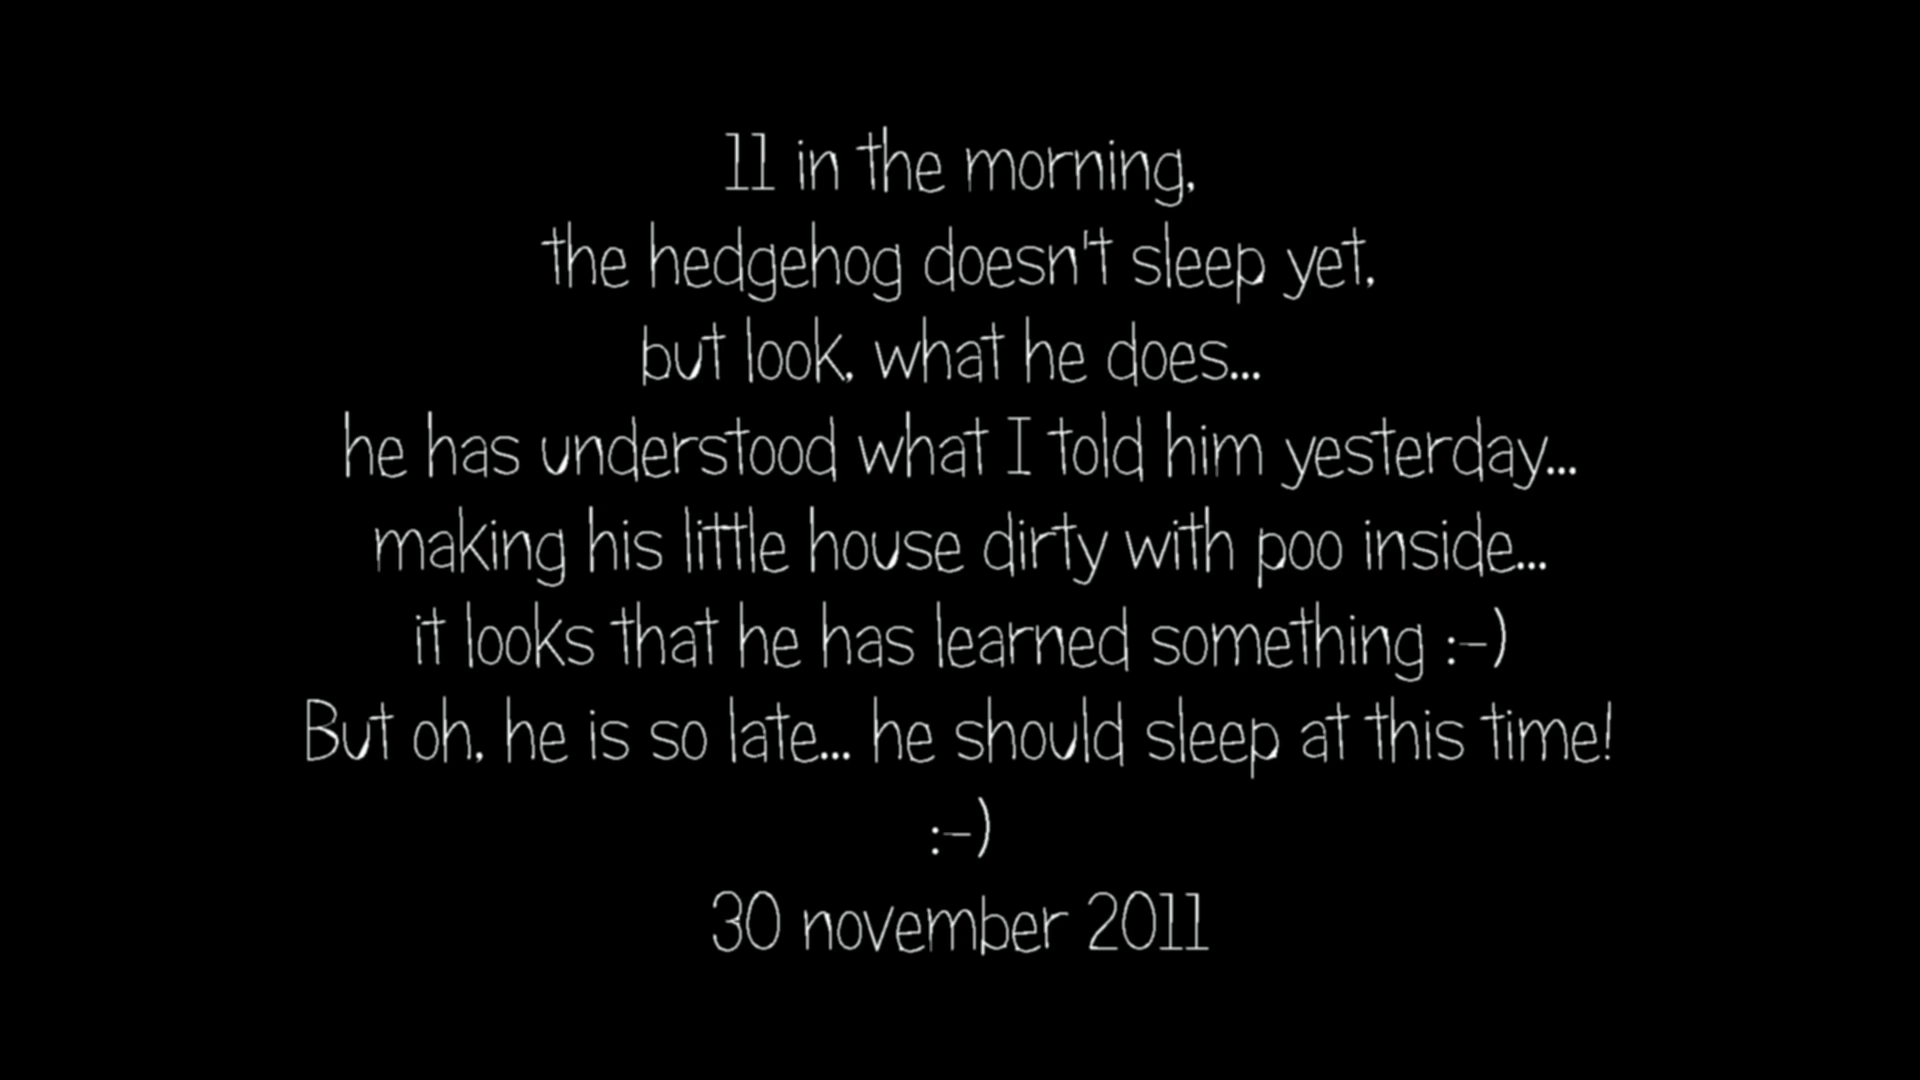 11 in the morning,
the hedgehog doesn't sleep yet,
but look, what he does...
he has understood what I told him yesterday...
making his little house dirty with poo inside...
it looks that he has learned something :-)
But oh, he is so late... he should sleep at this time!
:-)
30 november 2011